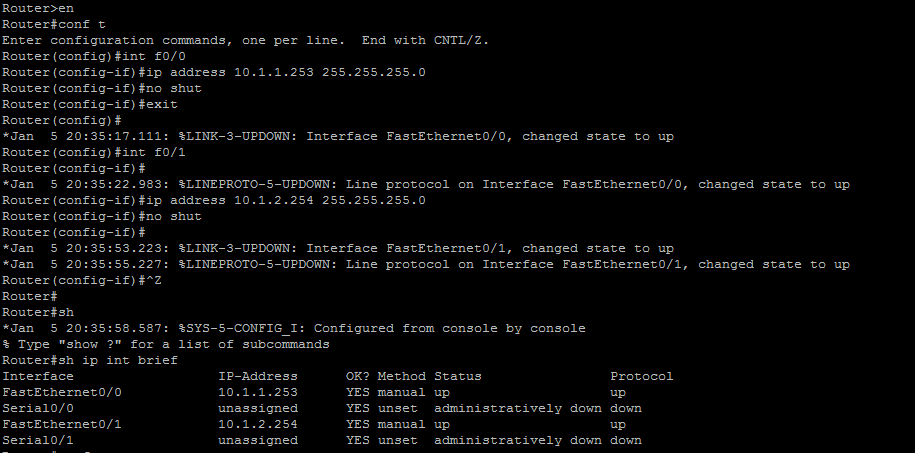 Router>en
Router#conf t
Enter configuration commands, one per line.  End with CNTL/Z.
Router(config)#int f0/0
Router(config-if)#ip address 10.1.1.253 255.255.255.0
Router(config-if)#no shut
Router(config-if)#exit
Router(config)#
*Jan  5 20:35:17.111: %LINK-3-UPDOWN: Interface FastEthernet0/0, changed state to up
Router(config)#int f0/1
Router(config-if)#
*Jan  5 20:35:22.983: %LINEPROTO-5-UPDOWN: Line protocol on Interface FastEthernet0/0, changed state to up
Router(config-if)#ip address 10.1.2.254 255.255.255.0
Router(config-if)#no shut
Router(config-if)#
*Jan  5 20:35:53.223: %LINK-3-UPDOWN: Interface FastEthernet0/1, changed state to up
*Jan  5 20:35:55.227: %LINEPROTO-5-UPDOWN: Line protocol on Interface FastEthernet0/1, changed state to up
Router(config-if)#^Z
Router#
Router#sh
*Jan  5 20:35:58.587: %SYS-5-CONFIG_I: Configured from console by console
% Type "show ?" for a list of subcommands
Router#sh ip int brief
Interface                  IP-Address      OK? Method Status                Protocol
FastEthernet0/0            10.1.1.253      YES manual up                    up
Serial0/0                  unassigned      YES unset  administratively down down
FastEthernet0/1            10.1.2.254      YES manual up                    up
Serial0/1                  unassigned      YES unset  administratively down down